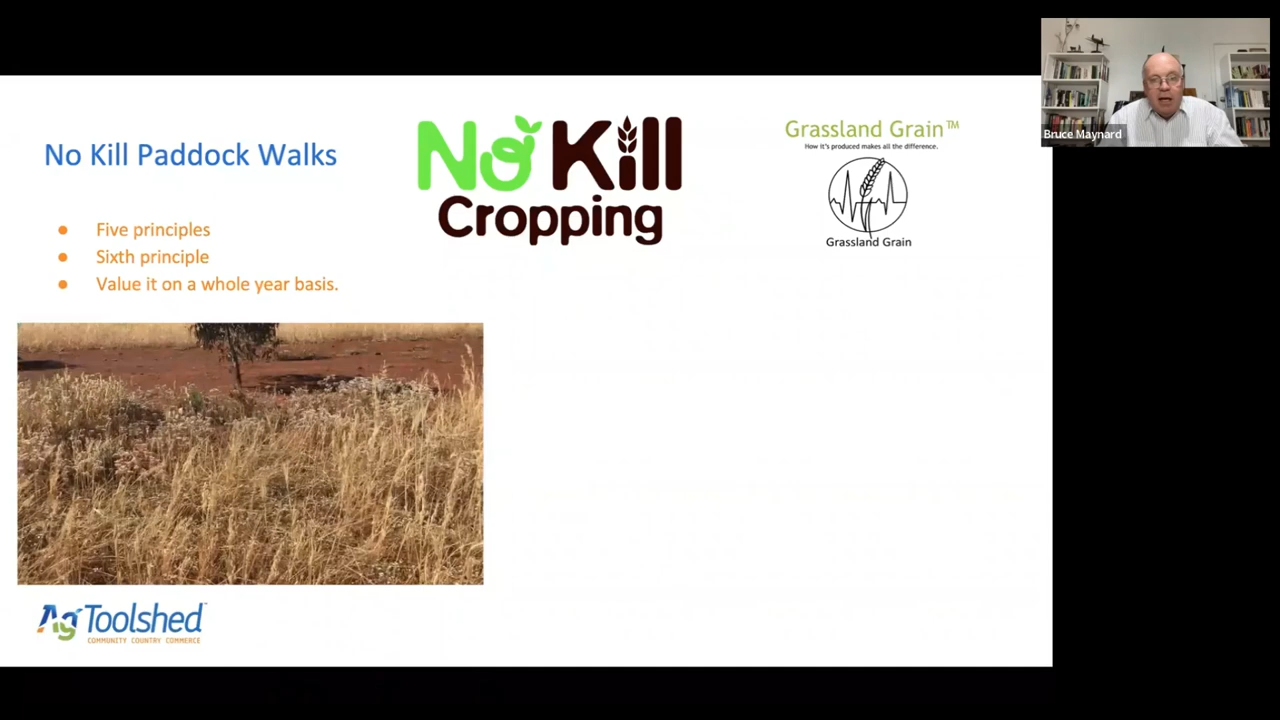 Bruce Maynard
No Kill Paddock Walks
● Five principles
● Sixth principle
● Value it on a whole year basis.
No Kill
Cropping
Grassland Grain™
How it's produced makes all the difference.
Grassland Grain
AgToolshed™
COMMUNITY COUNTRY COMMERCE